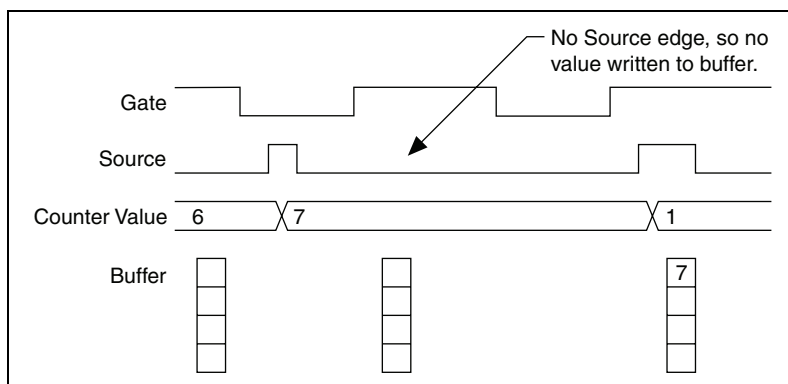 No Source edge, so no
value written to buffer.
Gate
Source
Counter Value 6 7 1
Buffer 7